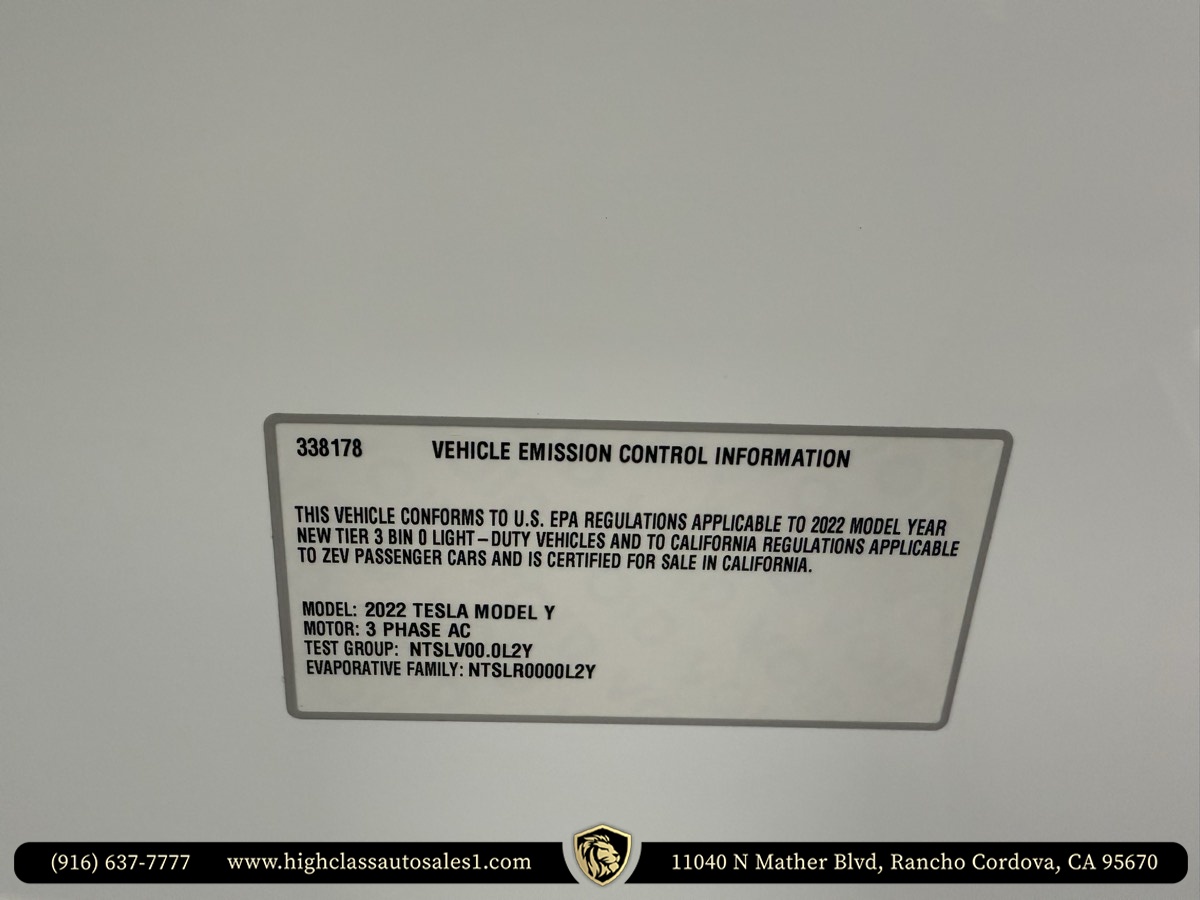 338178 VEHICLE EMISSION CONTROL INFORMATION
THIS VEHICLE CONFORMS TO U.S. EPA REGULATIONS APPLICABLE TO 2022 MODEL YEAR
NEW TIER 3 BIN 0 LIGHT-DUTY VEHICLES AND TO CALIFORNIA REGULATIONS APPLICABLE
TO ZEV PASSENGER CARS AND IS CERTIFIED FOR SALE IN CALIFORNIA.
MODEL: 2022 TESLA MODEL Y
MOTOR: 3 PHASE AC
TEST GROUP: NTSLV00.0L2Y
EVAPORATIVE FAMILY: NTSLR0000L2Y
(916) 637-7777 www.highclassautosales1.com 11040 N Mather Blvd, Rancho Cordova, CA 95670